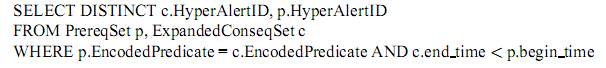 SELECT DISTINCT c.HyperAlertID, p.HyperAlertID
FROM PrereqSet p, ExpandedConseqSet c
WHERE p.EncodedPredicate = c.EncodedPredicate AND c.end_time < p.begin_time